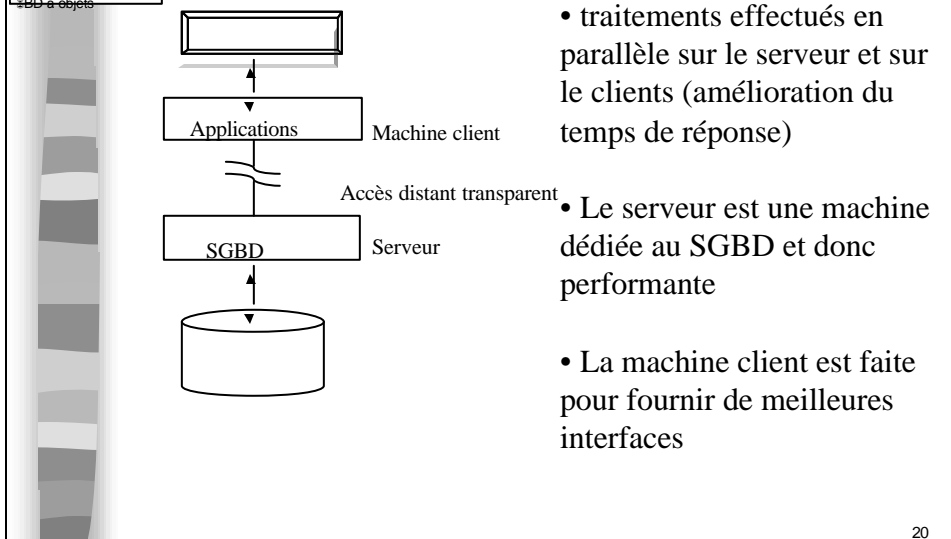 BD à objets
Applications
Machine client
Accès distant transparent
SGBD
Serveur
• traitements effectués en
parallèle sur le serveur et sur
le clients (amélioration du
temps de réponse)
• Le serveur est une machine
dédiée au SGBD et donc
performante
• La machine client est faite
pour fournir de meilleures
interfaces
20